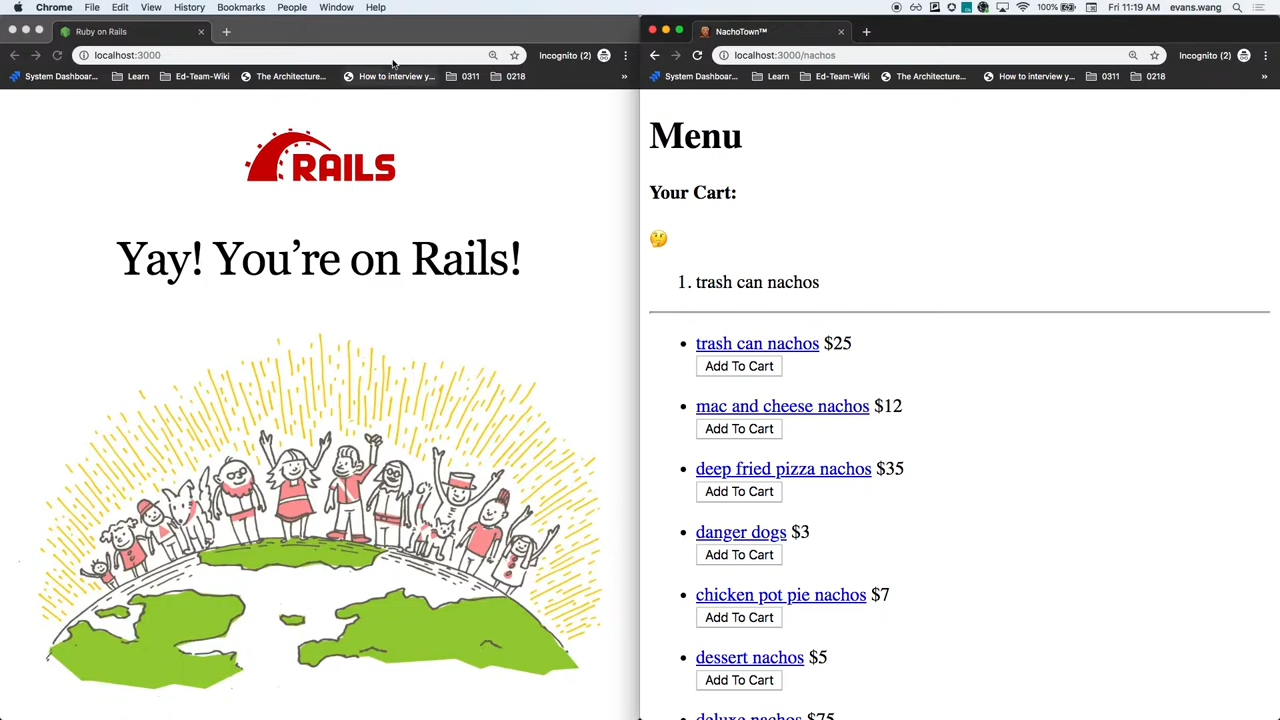 Chrome File Edit View History Bookmarks People Window Help
100% Fri 11:19 AM evans.wang
Ruby on Rails
localhost:3000
Incognito (2)
System Dashboar... Learn Ed-Team-Wiki The Architecture... How to interview y... 0311 0218 »
RAILS
Yay! You’re on Rails!
NachoTown™
localhost:3000/nachos
Incognito (2)
System Dashboar... Learn Ed-Team-Wiki The Architecture... How to interview y... 0311 0218 »
Menu
Your Cart:
1. trash can nachos
trash can nachos $25
Add To Cart
mac and cheese nachos $12
Add To Cart
deep fried pizza nachos $35
Add To Cart
danger dogs $3
Add To Cart
chicken pot pie nachos $7
Add To Cart
dessert nachos $5
Add To Cart
deluxe nachos $75